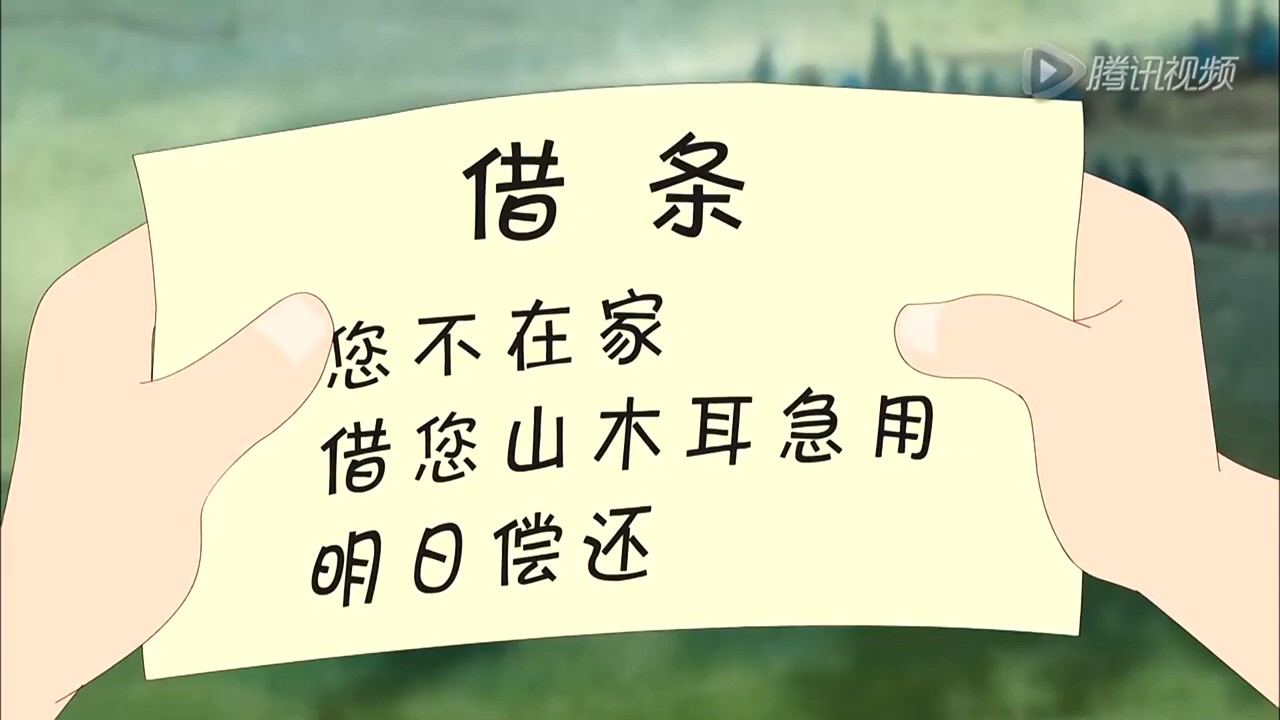 腾讯视频
借条
您不在家
借您山木耳急用
明日偿还